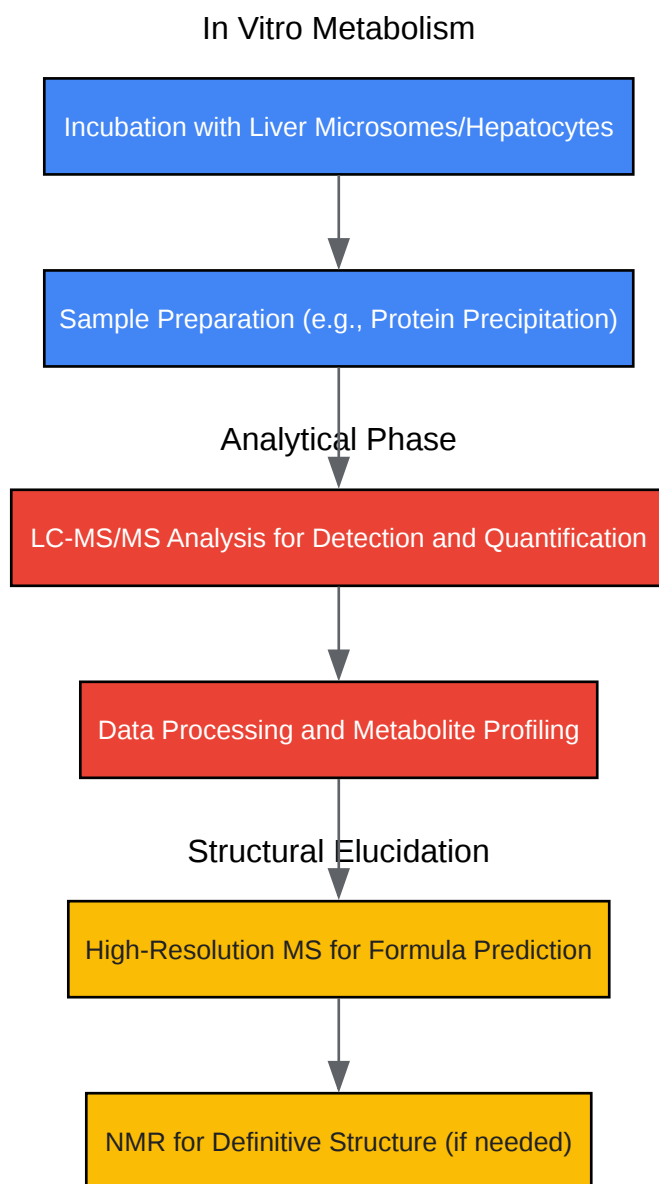 In Vitro Metabolism
Incubation with Liver Microsomes/Hepatocytes
Sample Preparation (e.g., Protein Precipitation)
Analytical Phase
LC-MS/MS Analysis for Detection and Quantification
Data Processing and Metabolite Profiling
Structural Elucidation
High-Resolution MS for Formula Prediction
NMR for Definitive Structure (if needed)